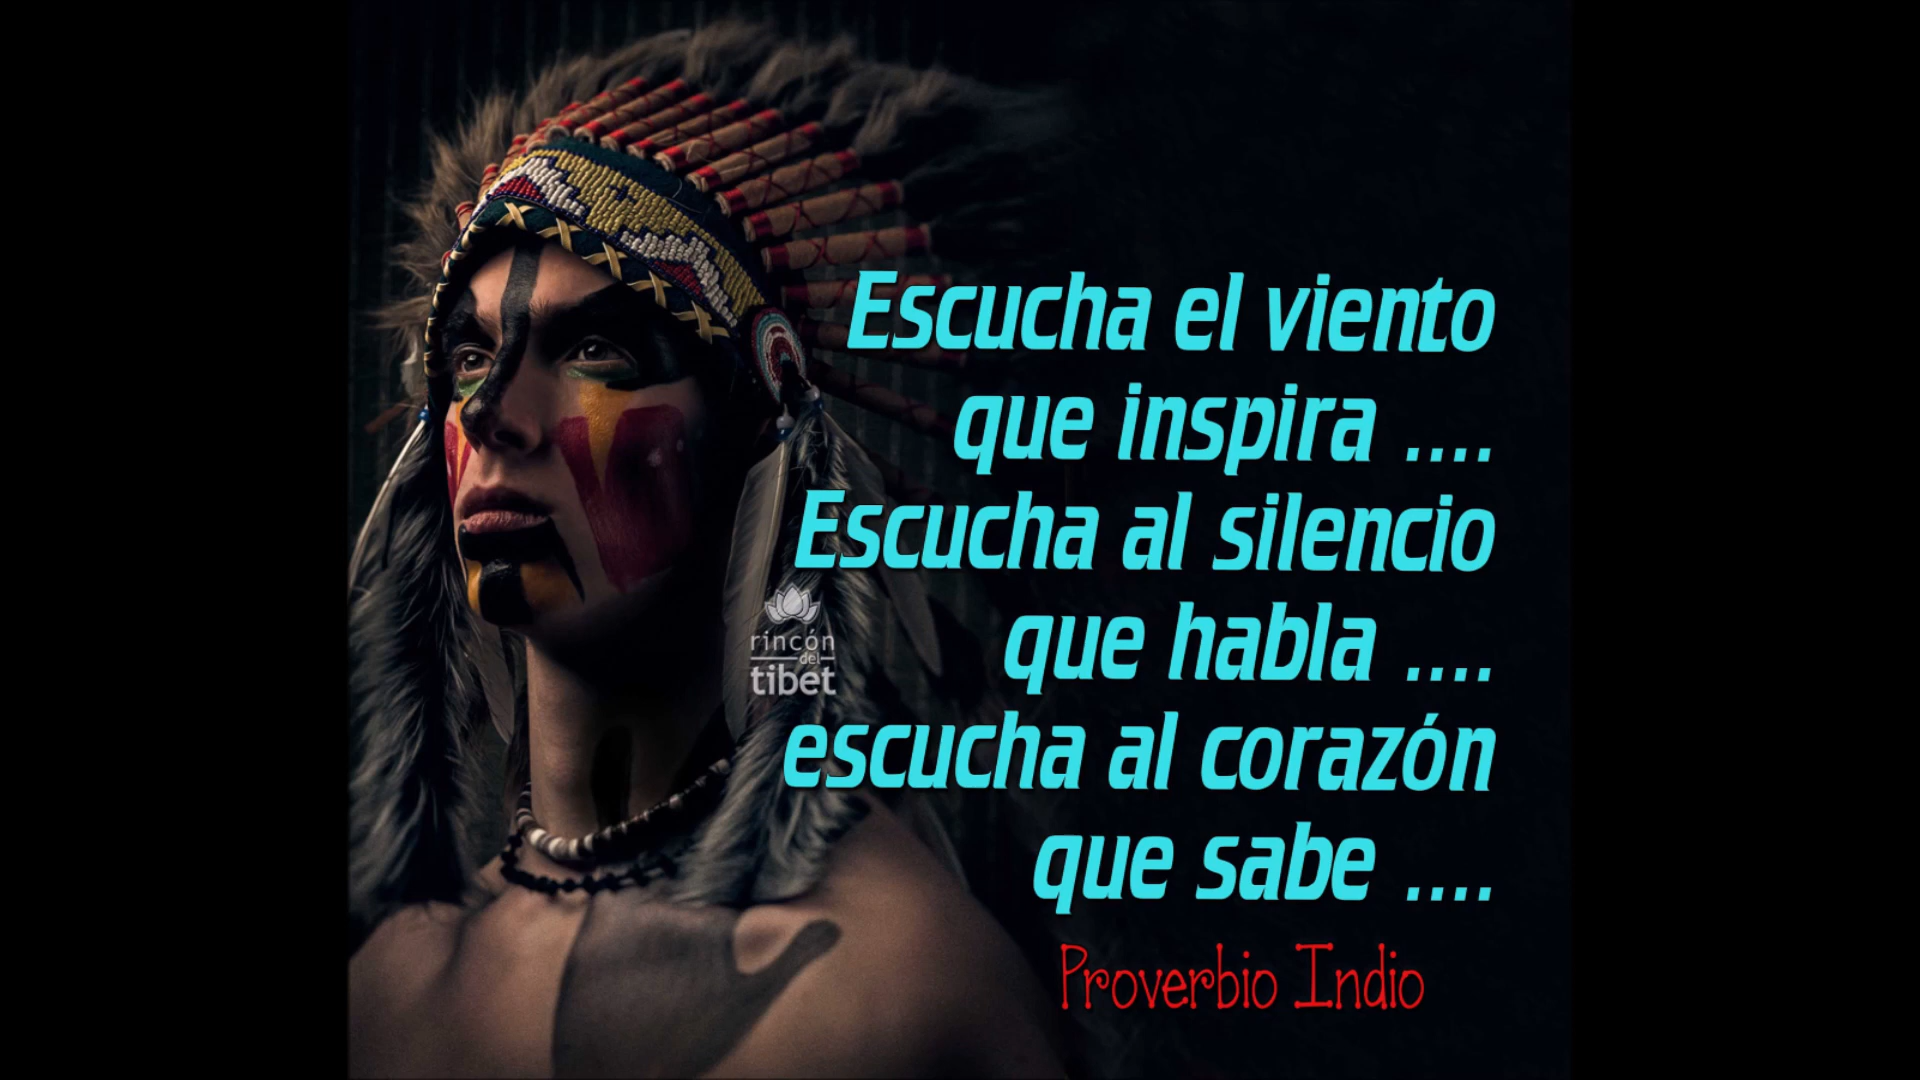 Escucha el viento
que inspira ....
Escucha al silencio
que habla ....
escucha al corazón
que sabe ....
Proverbio Indio
rincón
del
tibet